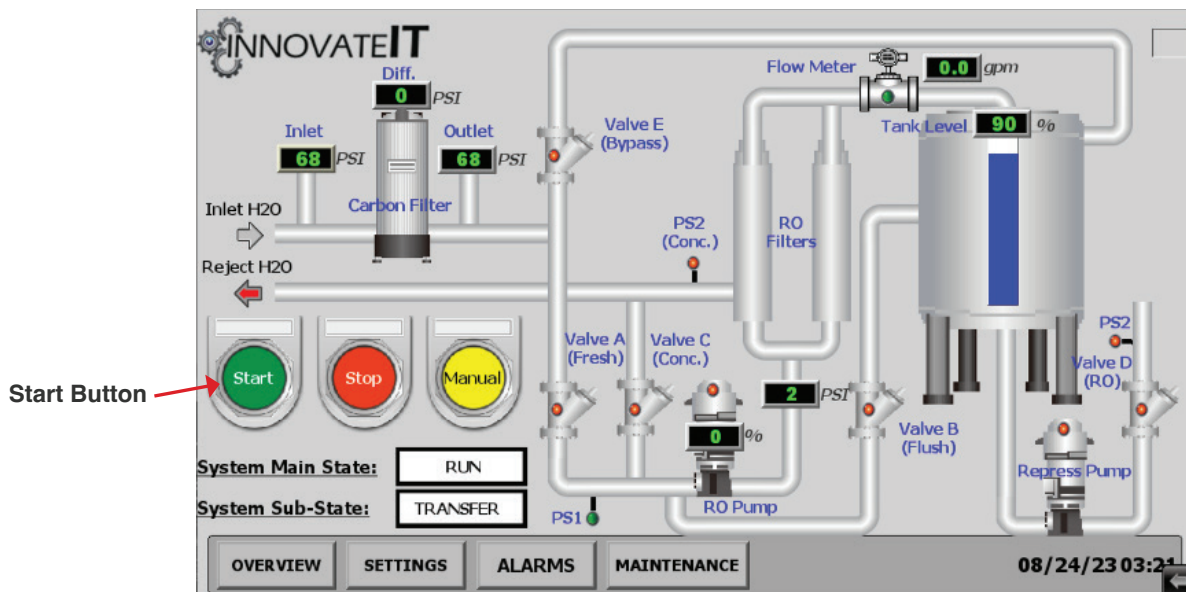 INNOVATEIT
Diff.
0 PSI
Inlet
68 PSI
Outlet
68 PSI
Carbon Filter
Inlet H2O
Reject H2O
Valve E
(Bypass)
Flow Meter
0.0 gpm
Tank Level 90 %
PS2
(Conc.)
RO
Filters
Start Button
Start
Stop
Manual
Valve A
(Fresh)
Valve C
(Conc.)
2 PSI
0 %
RO Pump
PS1
Valve B
(Flush)
PS2
Valve D
(RO)
Repress Pump
System Main State: RUN
System Sub-State: TRANSFER
OVERVIEW
SETTINGS
ALARMS
MAINTENANCE
08/24/23 03:21